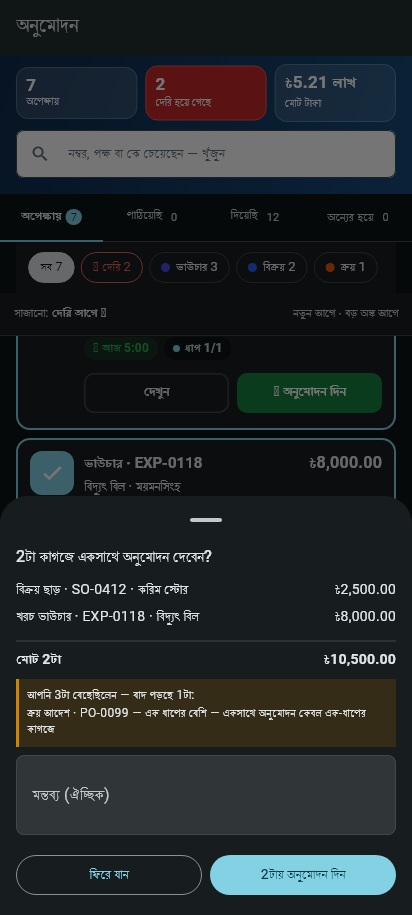 অনুমোদন
7
অপেক্ষায়
2
দেরি হয়ে গেছে
৳5.21 লাখ
মোট টাকা
নম্বর, পক্ষ বা কে চেয়েছেন — খুঁজুন
অপেক্ষায় 7
পাঠিয়েছি 0
দিয়েছি 12
অন্যের হয়ে 0
সব 7
দেরি 2
ভাউচার 3
বিক্রয় 2
ক্রয় 1
সাজানো: দেরি আগে
নতুন আগে · বড় অঙ্ক আগে
আজ 5:00
ধাপ 1/1
দেখুন
অনুমোদন দিন
ভাউচার · EXP-0118
৳8,000.00
বিদ্যুৎ বিল · ময়মনসিংহ
2টা কাগজে একসাথে অনুমোদন দেবেন?
বিক্রয় ছাড় · SO-0412 · করিম স্টোর ৳2,500.00
খরচ ভাউচার · EXP-0118 · বিদ্যুৎ বিল ৳8,000.00
মোট 2টা ৳10,500.00
আপনি 3টা বেছেছিলেন — বাদ পড়ছে 1টা:
ক্রয় আদেশ · PO-0099 — এক ধাপের বেশি — একসাথে অনুমোদন কেবল এক-ধাপের
কাগজে
মন্তব্য (ঐচ্ছিক)
ফিরে যান
2টায় অনুমোদন দিন